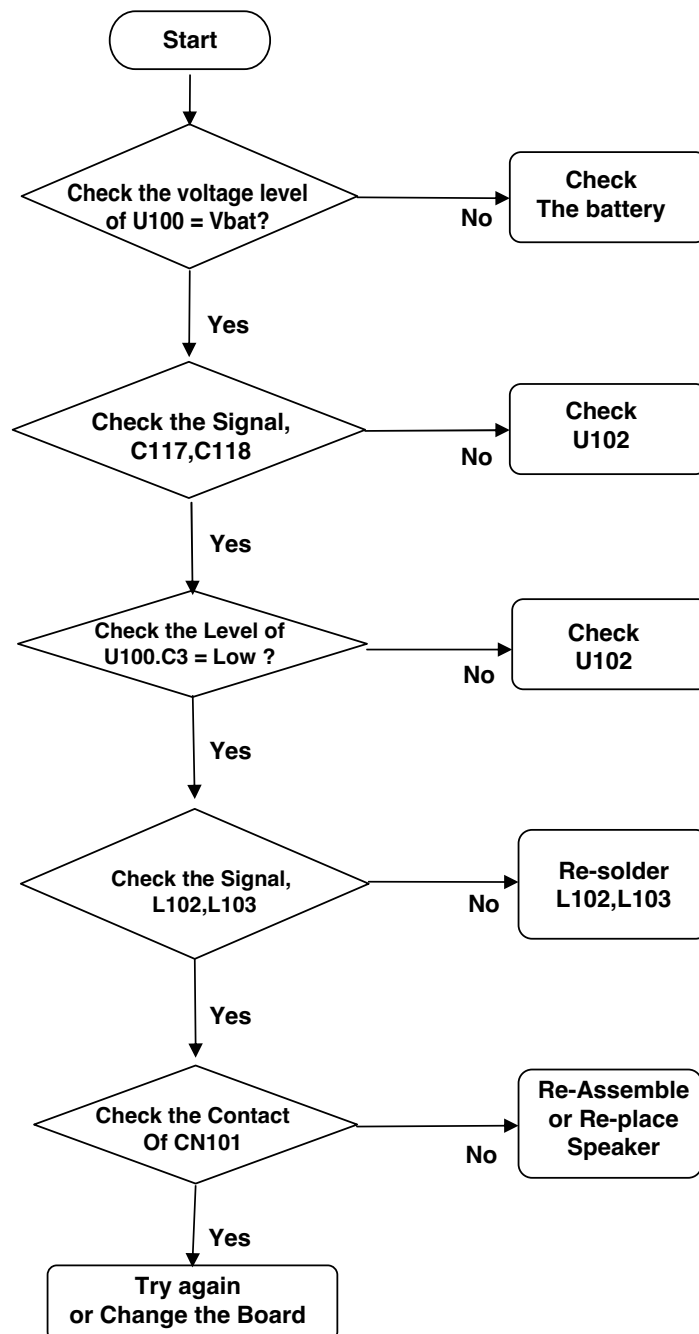 Start
Check the voltage level
of U100 = Vbat?
No
Check
The battery
Yes
Check the Signal,
C117,C118
No
Check
U102
Yes
Check the Level of
U100.C3 = Low ?
No
Check
U102
Yes
Check the Signal,
L102,L103
No
Re-solder
L102,L103
Yes
Check the Contact
Of CN101
No
Re-Assemble
or Re-place
Speaker
Yes
Try again
or Change the Board